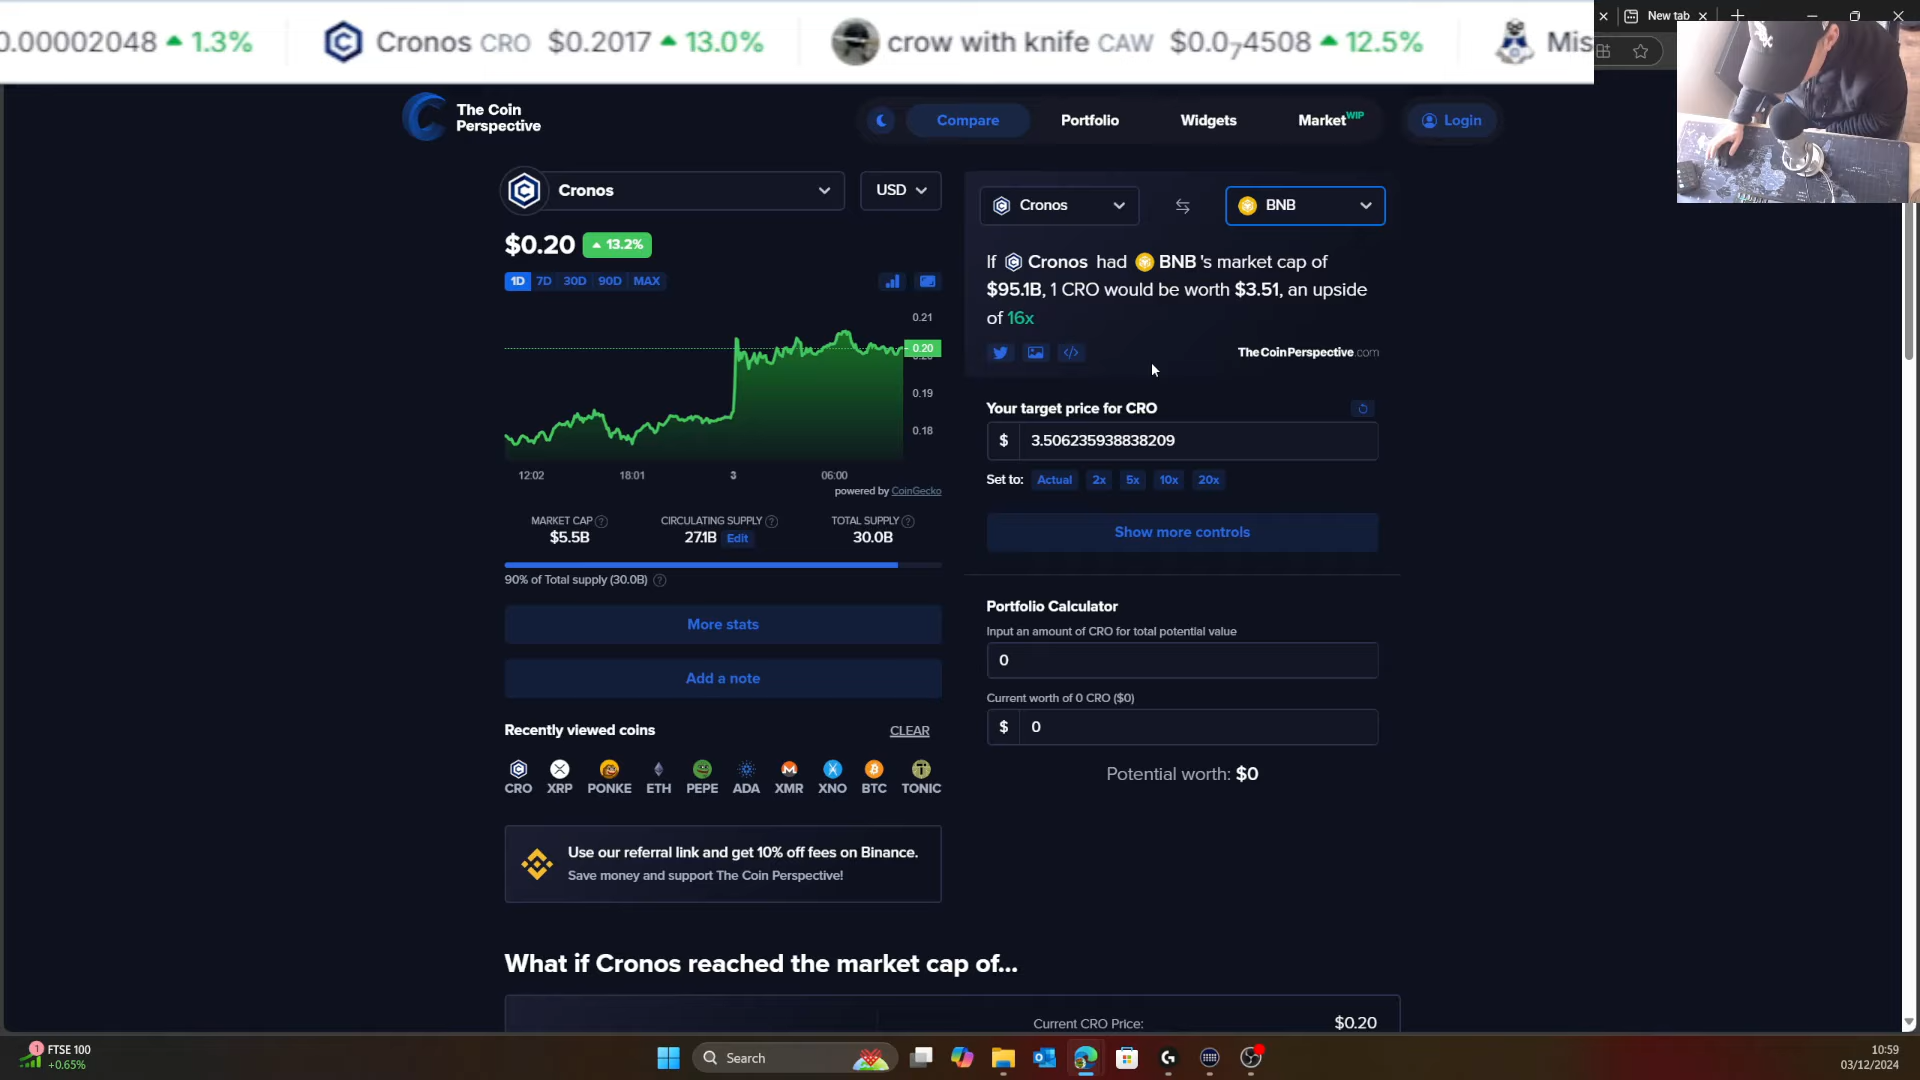 0.00002048 ▲ 1.3%
Cronos CRO $0.2017 ▲ 13.0%
crow with knife CAW $0.0₇4508 ▲ 12.5%
Mis
New tab
The Coin
Perspective
Compare
Portfolio
Widgets
Market WIP
Login
Cronos
USD
$0.20 ▲ 13.2%
1D 7D 30D 90D MAX
0.21
0.20
0.19
0.18
12:02 18:01 3 06:00
powered by CoinGecko
MARKET CAP ?
$5.5B
CIRCULATING SUPPLY ?
27.1B Edit
TOTAL SUPPLY ?
30.0B
90% of Total supply (30.0B) ?
More stats
Add a note
Recently viewed coins
CLEAR
CRO XRP PONKE ETH PEPE ADA XMR XNO BTC TONIC
Use our referral link and get 10% off fees on Binance.
Save money and support The Coin Perspective!
Cronos
BNB
If Cronos had BNB 's market cap of
$95.1B, 1 CRO would be worth $3.51, an upside
of 16x
TheCoinPerspective.com
Your target price for CRO
$ 3.506235938838209
Set to: Actual 2x 5x 10x 20x
Show more controls
Portfolio Calculator
Input an amount of CRO for total potential value
0
Current worth of 0 CRO ($0)
$ 0
Potential worth: $0
What if Cronos reached the market cap of...
Current CRO Price: $0.20
1
FTSE 100
+0.65%
Search
10:59
03/12/2024